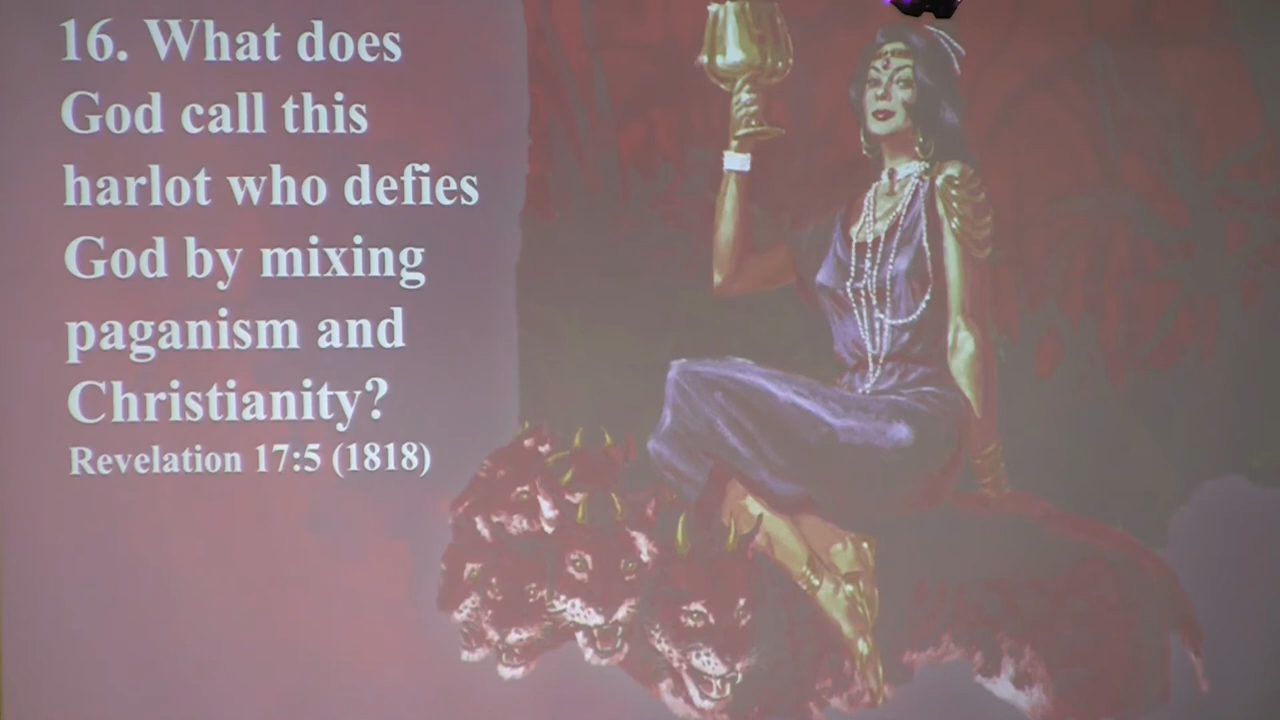 16. What does
God call this
harlot who defies
God by mixing
paganism and
Christianity?
Revelation 17:5 (1818)